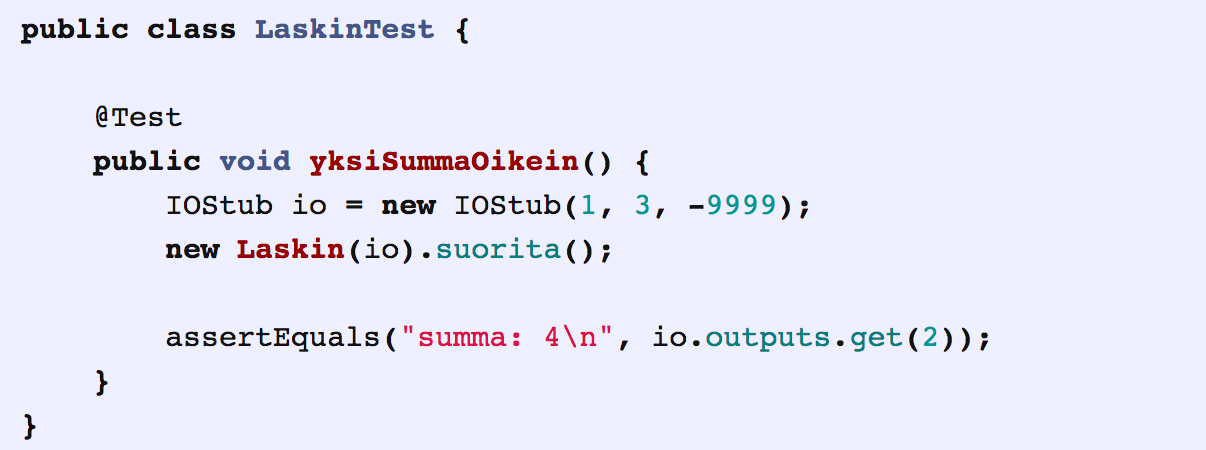 public class LaskinTest {
@Test
public void yksiSummaOikein() {
IOStub io = new IOStub(1, 3, -9999);
new Laskin(io).suorita();
assertEquals("summa: 4\n", io.outputs.get(2));
}
}